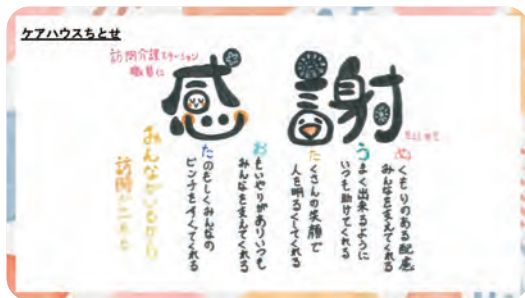 ケアハウスちとせ
訪問介護ステーション
職員に
感謝
ぬくもりのある配慮
みんなを支えてくれる
うまく出来るように
いつも助けてくれる
たくさんの笑顔で
人を明るくしてくれる
おもいやりがありいつも
みんなを支えてくれる
たのもしくみんなの
ピンチをすくってくれる
みんながいるから
訪問が